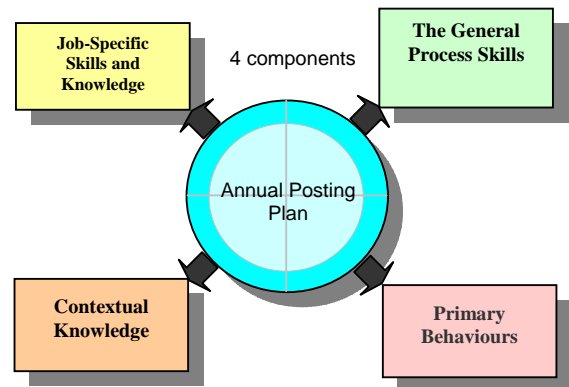 Job-Specific
Skills and
Knowledge
4 components
The General
Process Skills
Annual Posting
Plan
Contextual
Knowledge
Primary
Behaviours